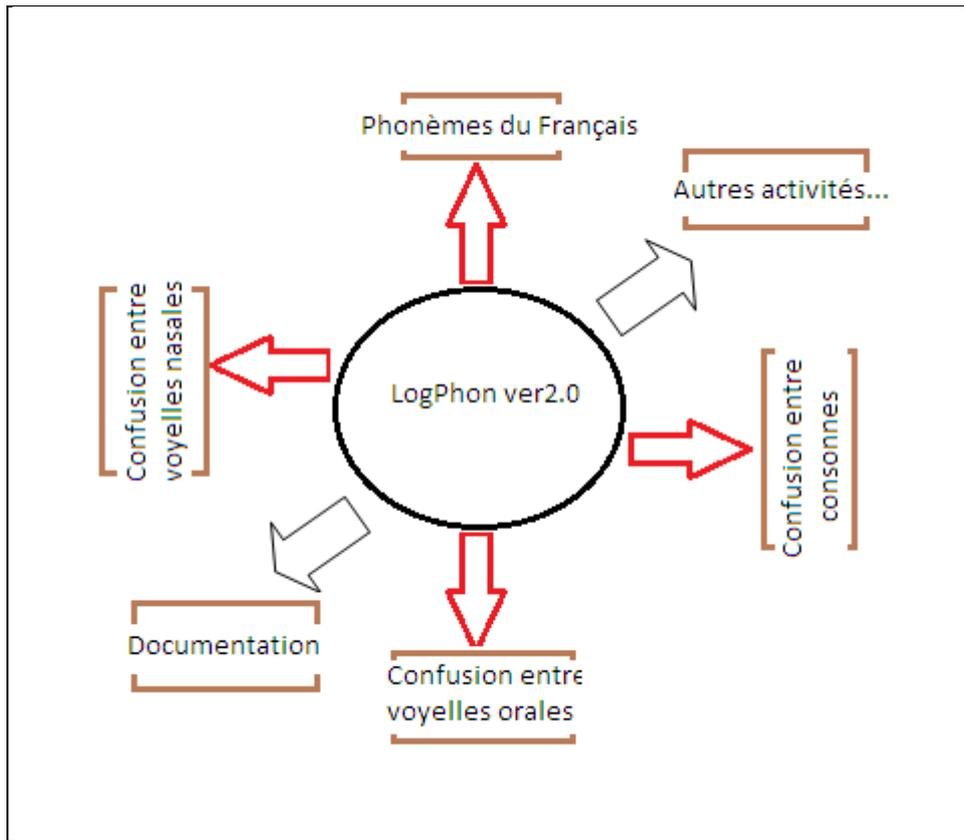 Phonèmes du Français
Autres activités...
Confusion entre
voyelles nasales
LogPhon ver2.0
Confusion entre
consonnes
Documentation
Confusion entre
voyelles orales